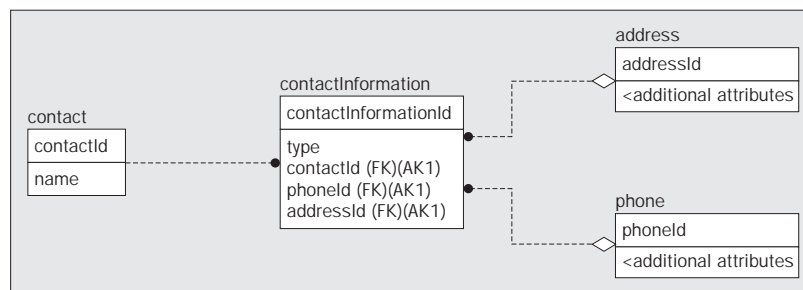 contact
contactId
name
contactInformation
contactInformationId
type
contactId (FK)(AK1)
phoneId (FK)(AK1)
addressId (FK)(AK1)
address
addressId
<additional attributes
phone
phoneId
<additional attributes